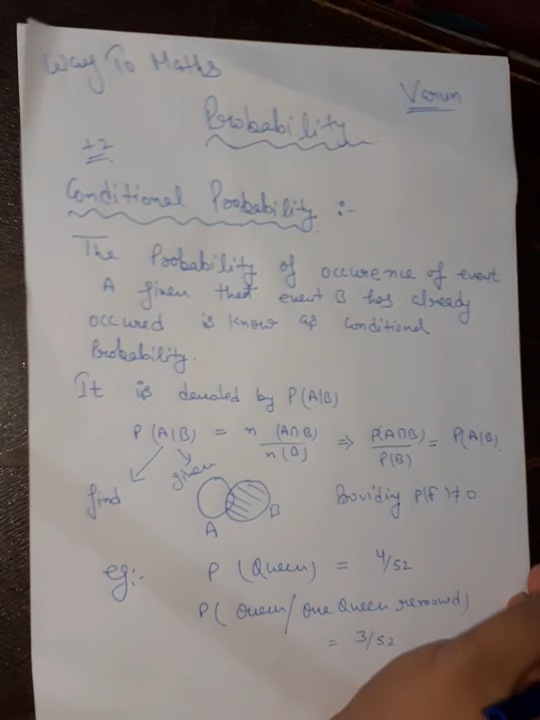 Way To Maths
Varun
Probability
+2
Conditional Probability :-
The Probability of occurence of event
A given that event B has already
occured is know as conditional
Probability.
It is denoted by P(A|B)
P(A|B) = n (A∩B) / n(B) ⇒ P(A∩B) / P(B) = P(A|B).
find given
A B
P(F) ≠ 0
eg:- P (Queen) = 4/52
P( Queen/one Queen removed)
= 3/52